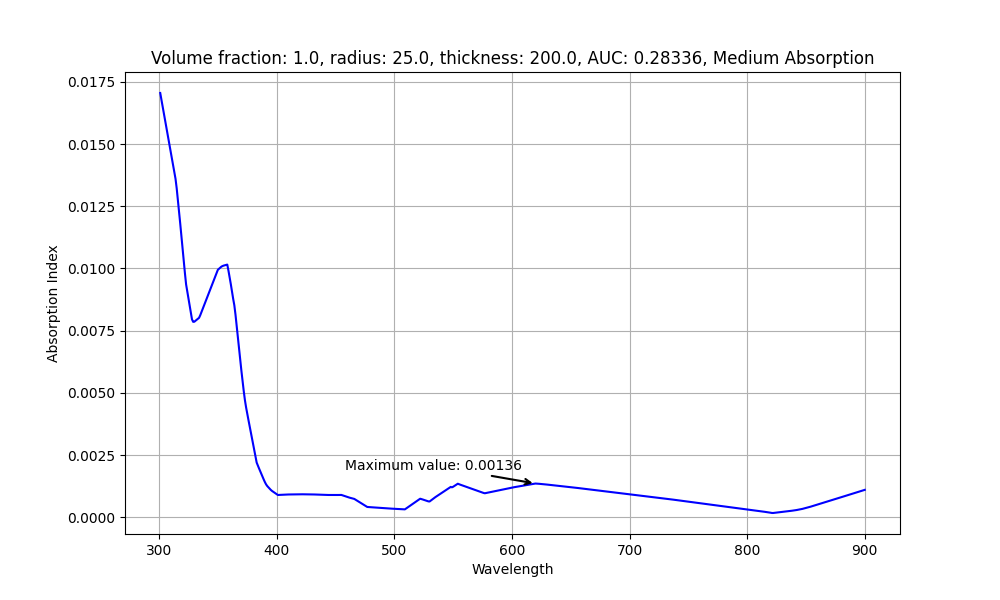 Volume fraction: 1.0, radius: 25.0, thickness: 200.0, AUC: 0.28336, Medium Absorption
0.0175
0.0150
0.0125
0.0100
0.0075
0.0050
0.0025
0.0000
Absorption Index
Maximum value: 0.00136
300 400 500 600 700 800 900
Wavelength